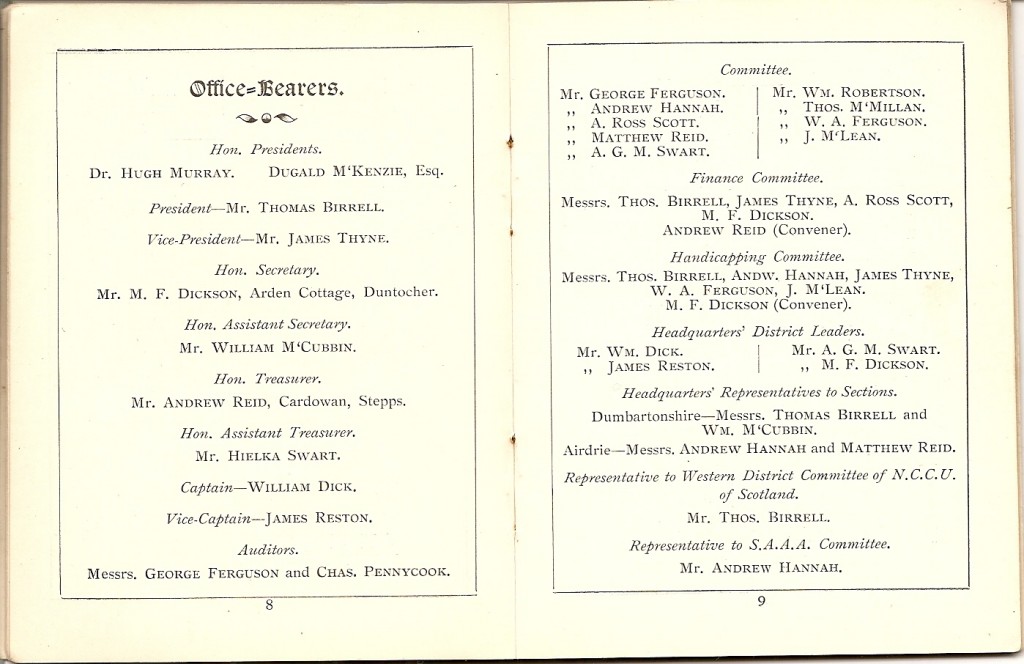 Office=Bearers.
Hon. Presidents.
Dr. HUGH MURRAY. DUGALD M‘KENZIE, Esq.
President—Mr. THOMAS BIRRELL.
Vice-President—Mr. JAMES THYNE.
Hon. Secretary.
Mr. M. F. DICKSON, Arden Cottage, Duntocher.
Hon. Assistant Secretary.
Mr. WILLIAM M‘CUBBIN.
Hon. Treasurer.
Mr. ANDREW REID, Cardowan, Stepps.
Hon. Assistant Treasurer.
Mr. HIELKA SWART.
Captain—WILLIAM DICK.
Vice-Captain—JAMES RESTON.
Auditors.
Messrs. GEORGE FERGUSON and CHAS. PENNYCOOK.
8
Committee.
Mr. GEORGE FERGUSON.
,, ANDREW HANNAH.
,, A. ROSS SCOTT.
,, MATTHEW REID.
,, A. G. M. SWART.
Mr. WM. ROBERTSON.
,, THOS. M‘MILLAN.
,, W. A. FERGUSON.
,, J. M‘LEAN.
Finance Committee.
Messrs. THOS. BIRRELL, JAMES THYNE, A. ROSS SCOTT,
M. F. DICKSON.
ANDREW REID (Convener).
Handicapping Committee.
Messrs. THOS. BIRRELL, ANDW. HANNAH, JAMES THYNE,
W. A. FERGUSON, J. M‘LEAN.
M. F. DICKSON (Convener).
Headquarters’ District Leaders.
Mr. WM. DICK.
,, JAMES RESTON.
Mr. A. G. M. SWART.
,, M. F. DICKSON.
Headquarters’ Representatives to Sections.
Dumbartonshire—Messrs. THOMAS BIRRELL and
WM. M‘CUBBIN.
Airdrie—Messrs. ANDREW HANNAH and MATTHEW REID.
Representative to Western District Committee of N.C.C.U.
of Scotland.
Mr. THOS. BIRRELL.
Representative to S.A.A.A. Committee.
Mr. ANDREW HANNAH.
9